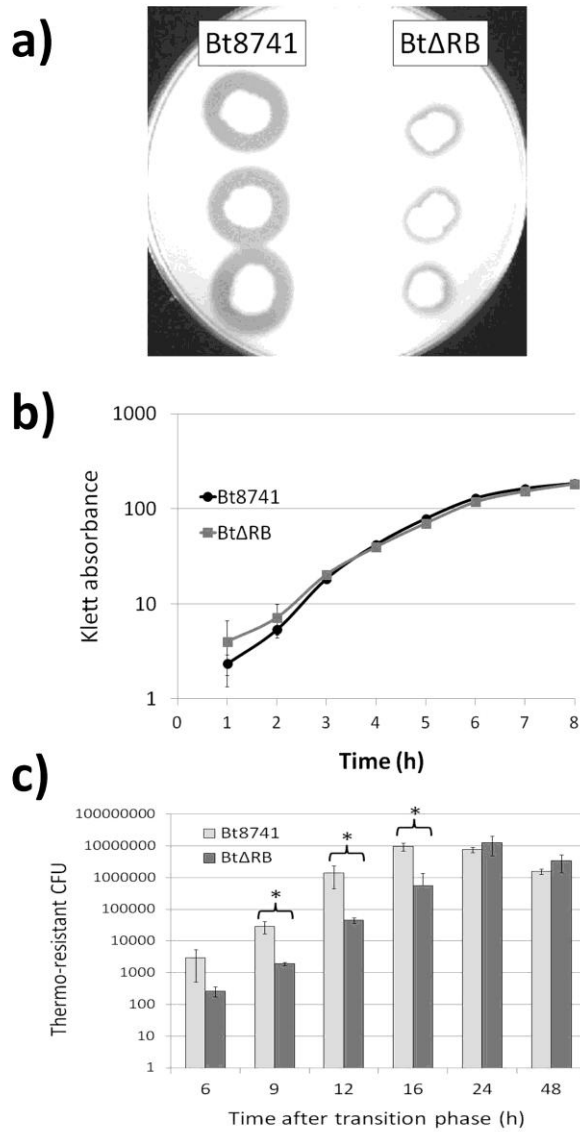 a)
Bt8741
BtΔRB
b)
1000
100
10
1
Klett absorbance
Bt8741
BtΔRB
0 1 2 3 4 5 6 7 8
Time (h)
c)
100000000
10000000
1000000
100000
10000
1000
100
10
1
Thermo-resistant CFU
Bt8741
BtΔRB
* * *
6 9 12 16 24 48
Time after transition phase (h)